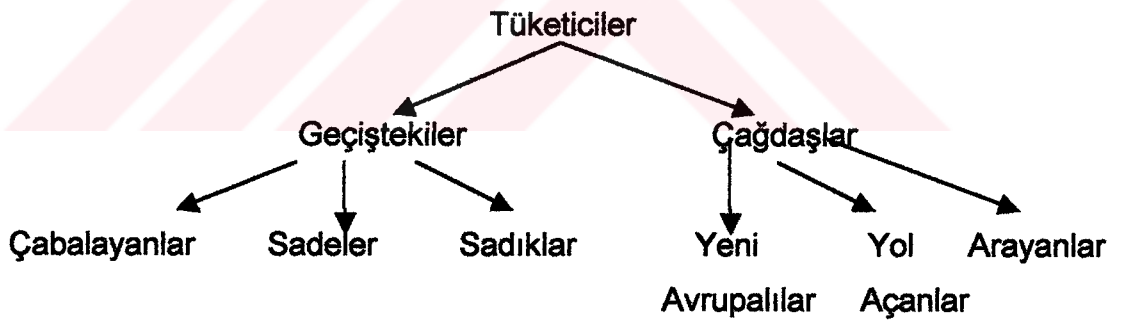 Tüketiciler
Geçiştekiler Çağdaşlar
Çabalayanlar Sadeler Sadıklar Yeni Yol Arayanlar
Avrupalılar Açanlar